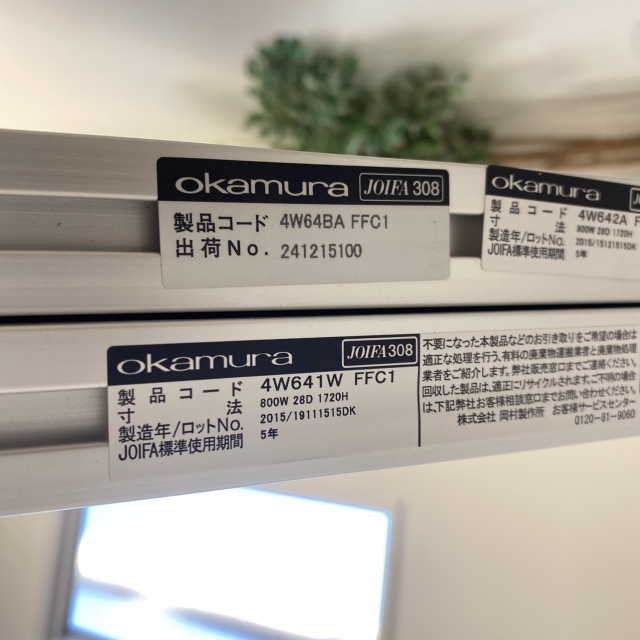 okamura JOIFA 308
製品コード 4W64BA FFC1
出荷No. 241215100
okamura
製品コード 4W642A
寸法 800W 28D 1720H
製造年/ロットNo. 2015/19121515DK
JOIFA標準使用期間 5年
okamura JOIFA 308
製品コード 4W641W FFC1
寸法 800W 28D 1720H
製造年/ロットNo. 2015/19111515DK
JOIFA標準使用期間 5年
不要になった本製品などのお引き取りをご希望の場合は
適正な処理を行う、有料の廃棄物運搬業者と廃棄物処理
業者をご紹介します。弊社販売窓口までご連絡ください。
回収した製品は、適正にリサイクルされます。ご不明の場合
は、下記弊社お客様相談窓口までお問い合わせください。
株式会社 岡村製作所 お客様サービスセンター
0120-81-9060